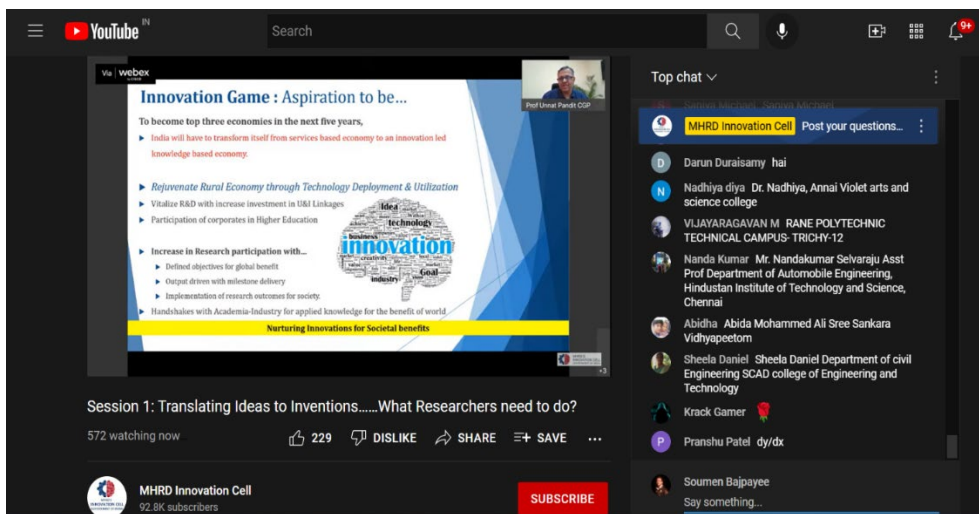 YouTube IN
Search
9+
Via webex
Prof Unnat Pandit CGP
Innovation Game : Aspiration to be...
To become top three economies in the next five years,
India will have to transform itself from services based economy to an innovation led
knowledge based economy.
Rejuvenate Rural Economy through Technology Deployment & Utilization
Vitalize R&D with increase investment in U&I Linkages
Participation of corporates in Higher Education
Increase in Research participation with...
Defined objectives for global benefit
Output driven with milestone delivery
Implementation of research outcomes for society.
Handshakes with Academia-Industry for applied knowledge for the benefit of world
Idea
technology
business
innovation
creativity
Goal
industry
Nurturing Innovations for Societal benefits
+3
Session 1: Translating Ideas to Inventions......What Researchers need to do?
572 watching now
229
DISLIKE
SHARE
SAVE
MHRD Innovation Cell
92.8K subscribers
SUBSCRIBE
Top chat
MHRD Innovation Cell Post your questions...
D Darun Duraisamy hai
N Nadhiya diya Dr. Nadhiya, Annai Violet arts and
science college
VIJAYARAGAVAN M RANE POLYTECHNIC
TECHNICAL CAMPUS- TRICHY-12
Nanda Kumar Mr. Nandakumar Selvaraju Asst
Prof Department of Automobile Engineering,
Hindustan Institute of Technology and Science,
Chennai
Abidha Abida Mohammed Ali Sree Sankara
Vidhyapeetom
Sheela Daniel Sheela Daniel Department of civil
Engineering SCAD college of Engineering and
Technology
Krack Gamer
P Pranshu Patel dy/dx
Soumen Bajpayee
Say something...